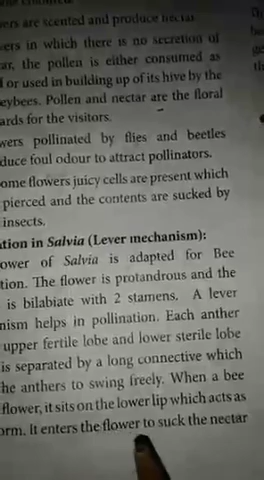 ers are scented and produce nectar
ers in which there is no secretion of
ar, the pollen is either consumed as
or used in building up of its hive by the
eybees. Pollen and nectar are the floral
ards for the visitors.
wers pollinated by flies and beetles
duce foul odour to attract pollinators.
ome flowers juicy cells are present which
pierced and the contents are sucked by
insects.
ation in Salvia (Lever mechanism):
ower of Salvia is adapted for Bee
tion. The flower is protandrous and the
is bilabiate with 2 stamens. A lever
nism helps in pollination. Each anther
upper fertile lobe and lower sterile lobe
is separated by a long connective which
he anthers to swing freely. When a bee
flower, it sits on the lower lip which acts as
orm. It enters the flower to suck the nectar